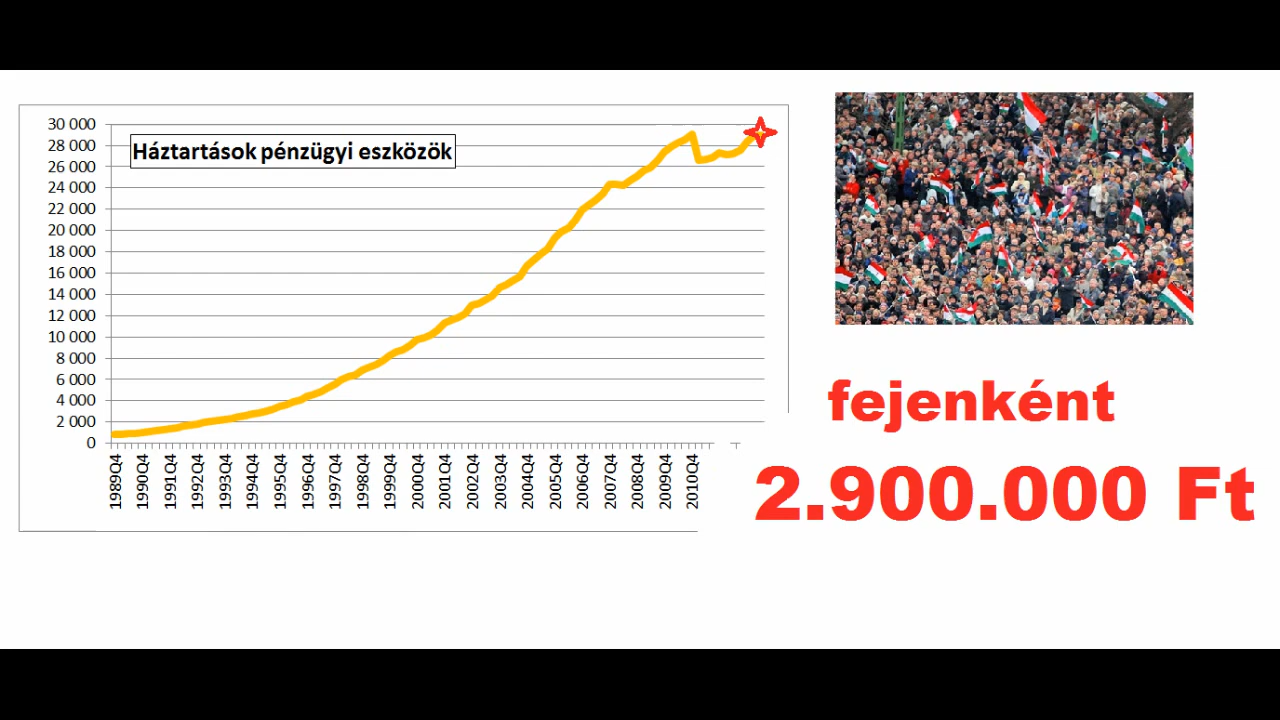 Háztartások pénzügyi eszközök
30 000
28 000
26 000
24 000
22 000
20 000
18 000
16 000
14 000
12 000
10 000
8 000
6 000
4 000
2 000
0
1989Q4
1990Q4
1991Q4
1992Q4
1993Q4
1994Q4
1995Q4
1996Q4
1997Q4
1998Q4
1999Q4
2000Q4
2001Q4
2002Q4
2003Q4
2004Q4
2005Q4
2006Q4
2007Q4
2008Q4
2009Q4
2010Q4
fejenként
2.900.000 Ft